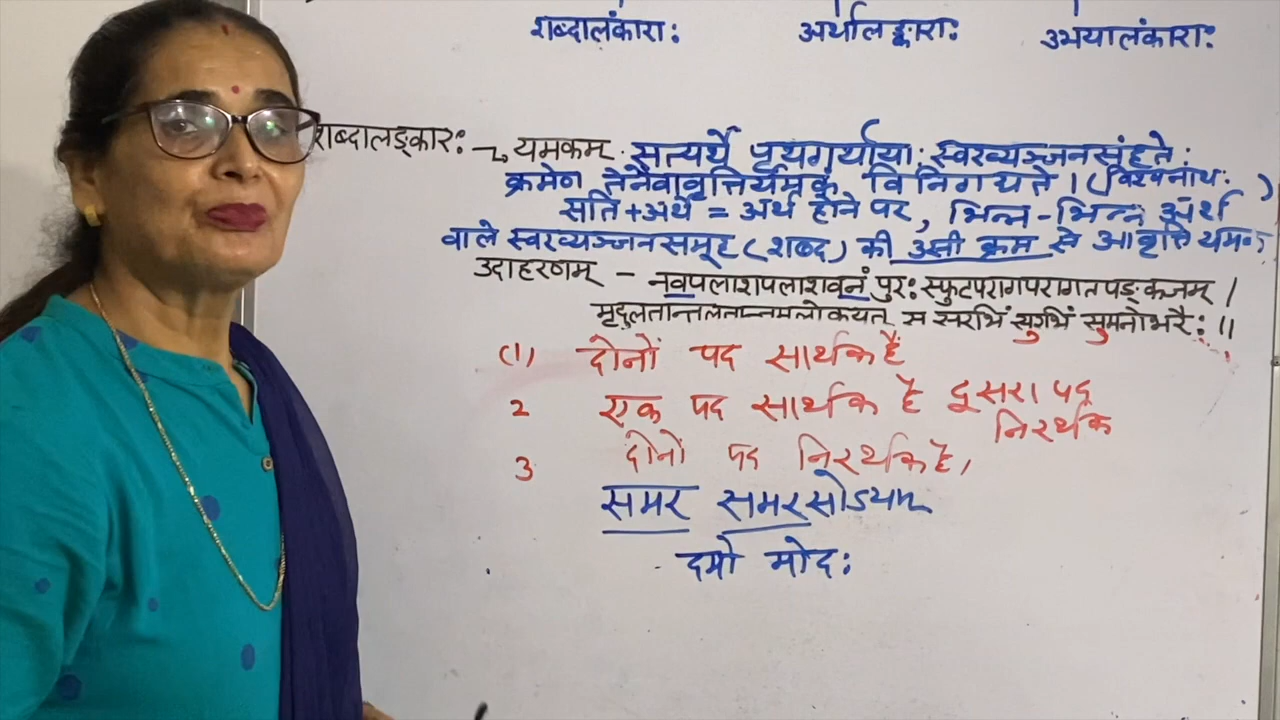 शब्दालंकाराः अर्थालङ्काराः उभयालंकाराः
शब्दालङ्कारः → यमकम् सत्यर्थे पृथगर्थायाः स्वरव्यञ्जनसंहतेः
क्रमेण तेनैवावृत्तिर्यमकं विनिगद्यते । (विश्वनाथः)
सति + अर्थे = अर्थ होने पर, भिन्न-भिन्न अर्थ
वाले स्वरव्यञ्जनसमूह (शब्द) की उसी क्रम से आवृत्ति
उदाहरणम् - नवपलाशपलाशवनं पुरः स्फुटपरागपरागतपङ्कजम् ।
मृदुलतान्तलतान्तमलोकयत् स सुरभिं सुरभिं सुमनोभरैः ॥
(1) दोनों पद सार्थक है
2 एक पद सार्थक है दूसरा पद
निरर्थक
3 दोनों पद निरर्थक है,
समर समरसोऽयम्
दमो मोदः